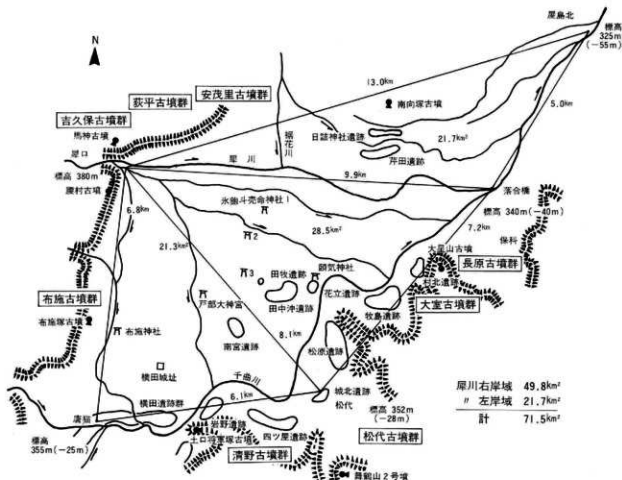 屋島北
標高
325m
(-55m)
N
13.0km
安茂里古墳群
荻平古墳群
吉久保古墳群
馬神古墳
南向塚古墳
5.0km
裾花川
日詰神社遺跡
21.7km²
芹田遺跡
犀口
犀川
標高 380m
腰村古墳
9.9km
落合橋
氷鉋斗売命神社 1
6.8km
標高 340m(-40m)
7.2km
保科
28.5km²
大星山古墳
21.3km²
2
長原古墳群
3
田牧遺跡
頤気神社
村北遺跡
布施古墳群
戸部大神宮
田中沖遺跡
花立遺跡
大室古墳群
牧島遺跡
布施塚古墳
布施神社
8.1km
南宮遺跡
松原遺跡
横田城址
千曲川
犀川右岸域 49.8km²
〃 左岸域 21.7km²
計 71.5km²
城北遺跡
6.1km
松代
横田遺跡群
標高 352m
(-28m)
唐猫
岩野遺跡
土口将軍塚古墳
四ツ屋遺跡
松代古墳群
標高
355m(-25m)
清野古墳群
舞鶴山2号墳